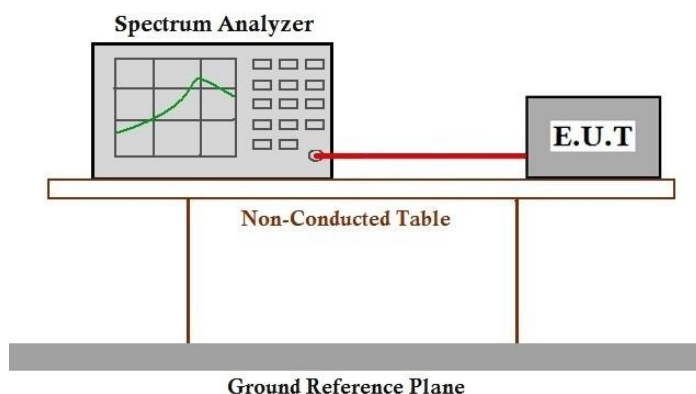 Spectrum Analyzer
E.U.T
Non-Conducted Table
Ground Reference Plane